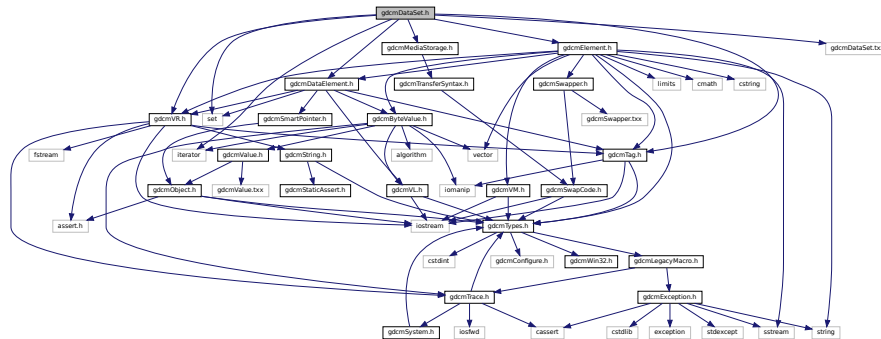 gdcmDataSet.h
gdcmMediaStorage.h
gdcmElement.h
gdcmDataSet.tx
gdcmDataElement.h
gdcmTransferSyntax.h
gdcmSwapper.h
limits
cmath
cstring
gdcmVR.h
set
gdcmSmartPointer.h
gdcmByteValue.h
gdcmSwapper.txx
fstream
iterator
gdcmValue.h
gdcmString.h
algorithm
vector
gdcmTag.h
gdcmObject.h
gdcmValue.txx
gdcmStaticAssert.h
gdcmVL.h
iomanip
gdcmVM.h
gdcmSwapCode.h
assert.h
iostream
gdcmTypes.h
cstdint
gdcmConfigure.h
gdcmWin32.h
gdcmLegacyMacro.h
gdcmTrace.h
gdcmException.h
gdcmSystem.h
iosfwd
cassert
cstdlib
exception
stdexcept
sstream
string